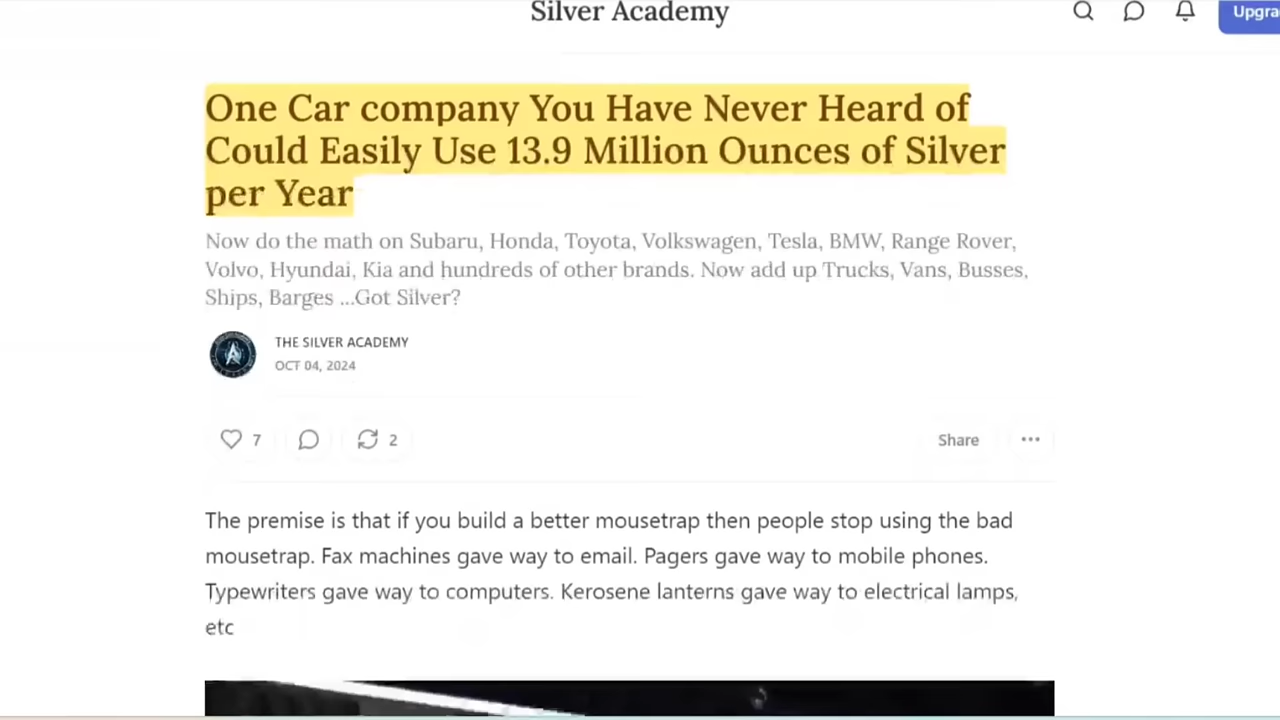 Silver Academy
Upgra
One Car company You Have Never Heard of
Could Easily Use 13.9 Million Ounces of Silver
per Year
Now do the math on Subaru, Honda, Toyota, Volkswagen, Tesla, BMW, Range Rover,
Volvo, Hyundai, Kia and hundreds of other brands. Now add up Trucks, Vans, Busses,
Ships, Barges ...Got Silver?
THE SILVER ACADEMY
OCT 04, 2024
7
2
Share
The premise is that if you build a better mousetrap then people stop using the bad
mousetrap. Fax machines gave way to email. Pagers gave way to mobile phones.
Typewriters gave way to computers. Kerosene lanterns gave way to electrical lamps,
etc